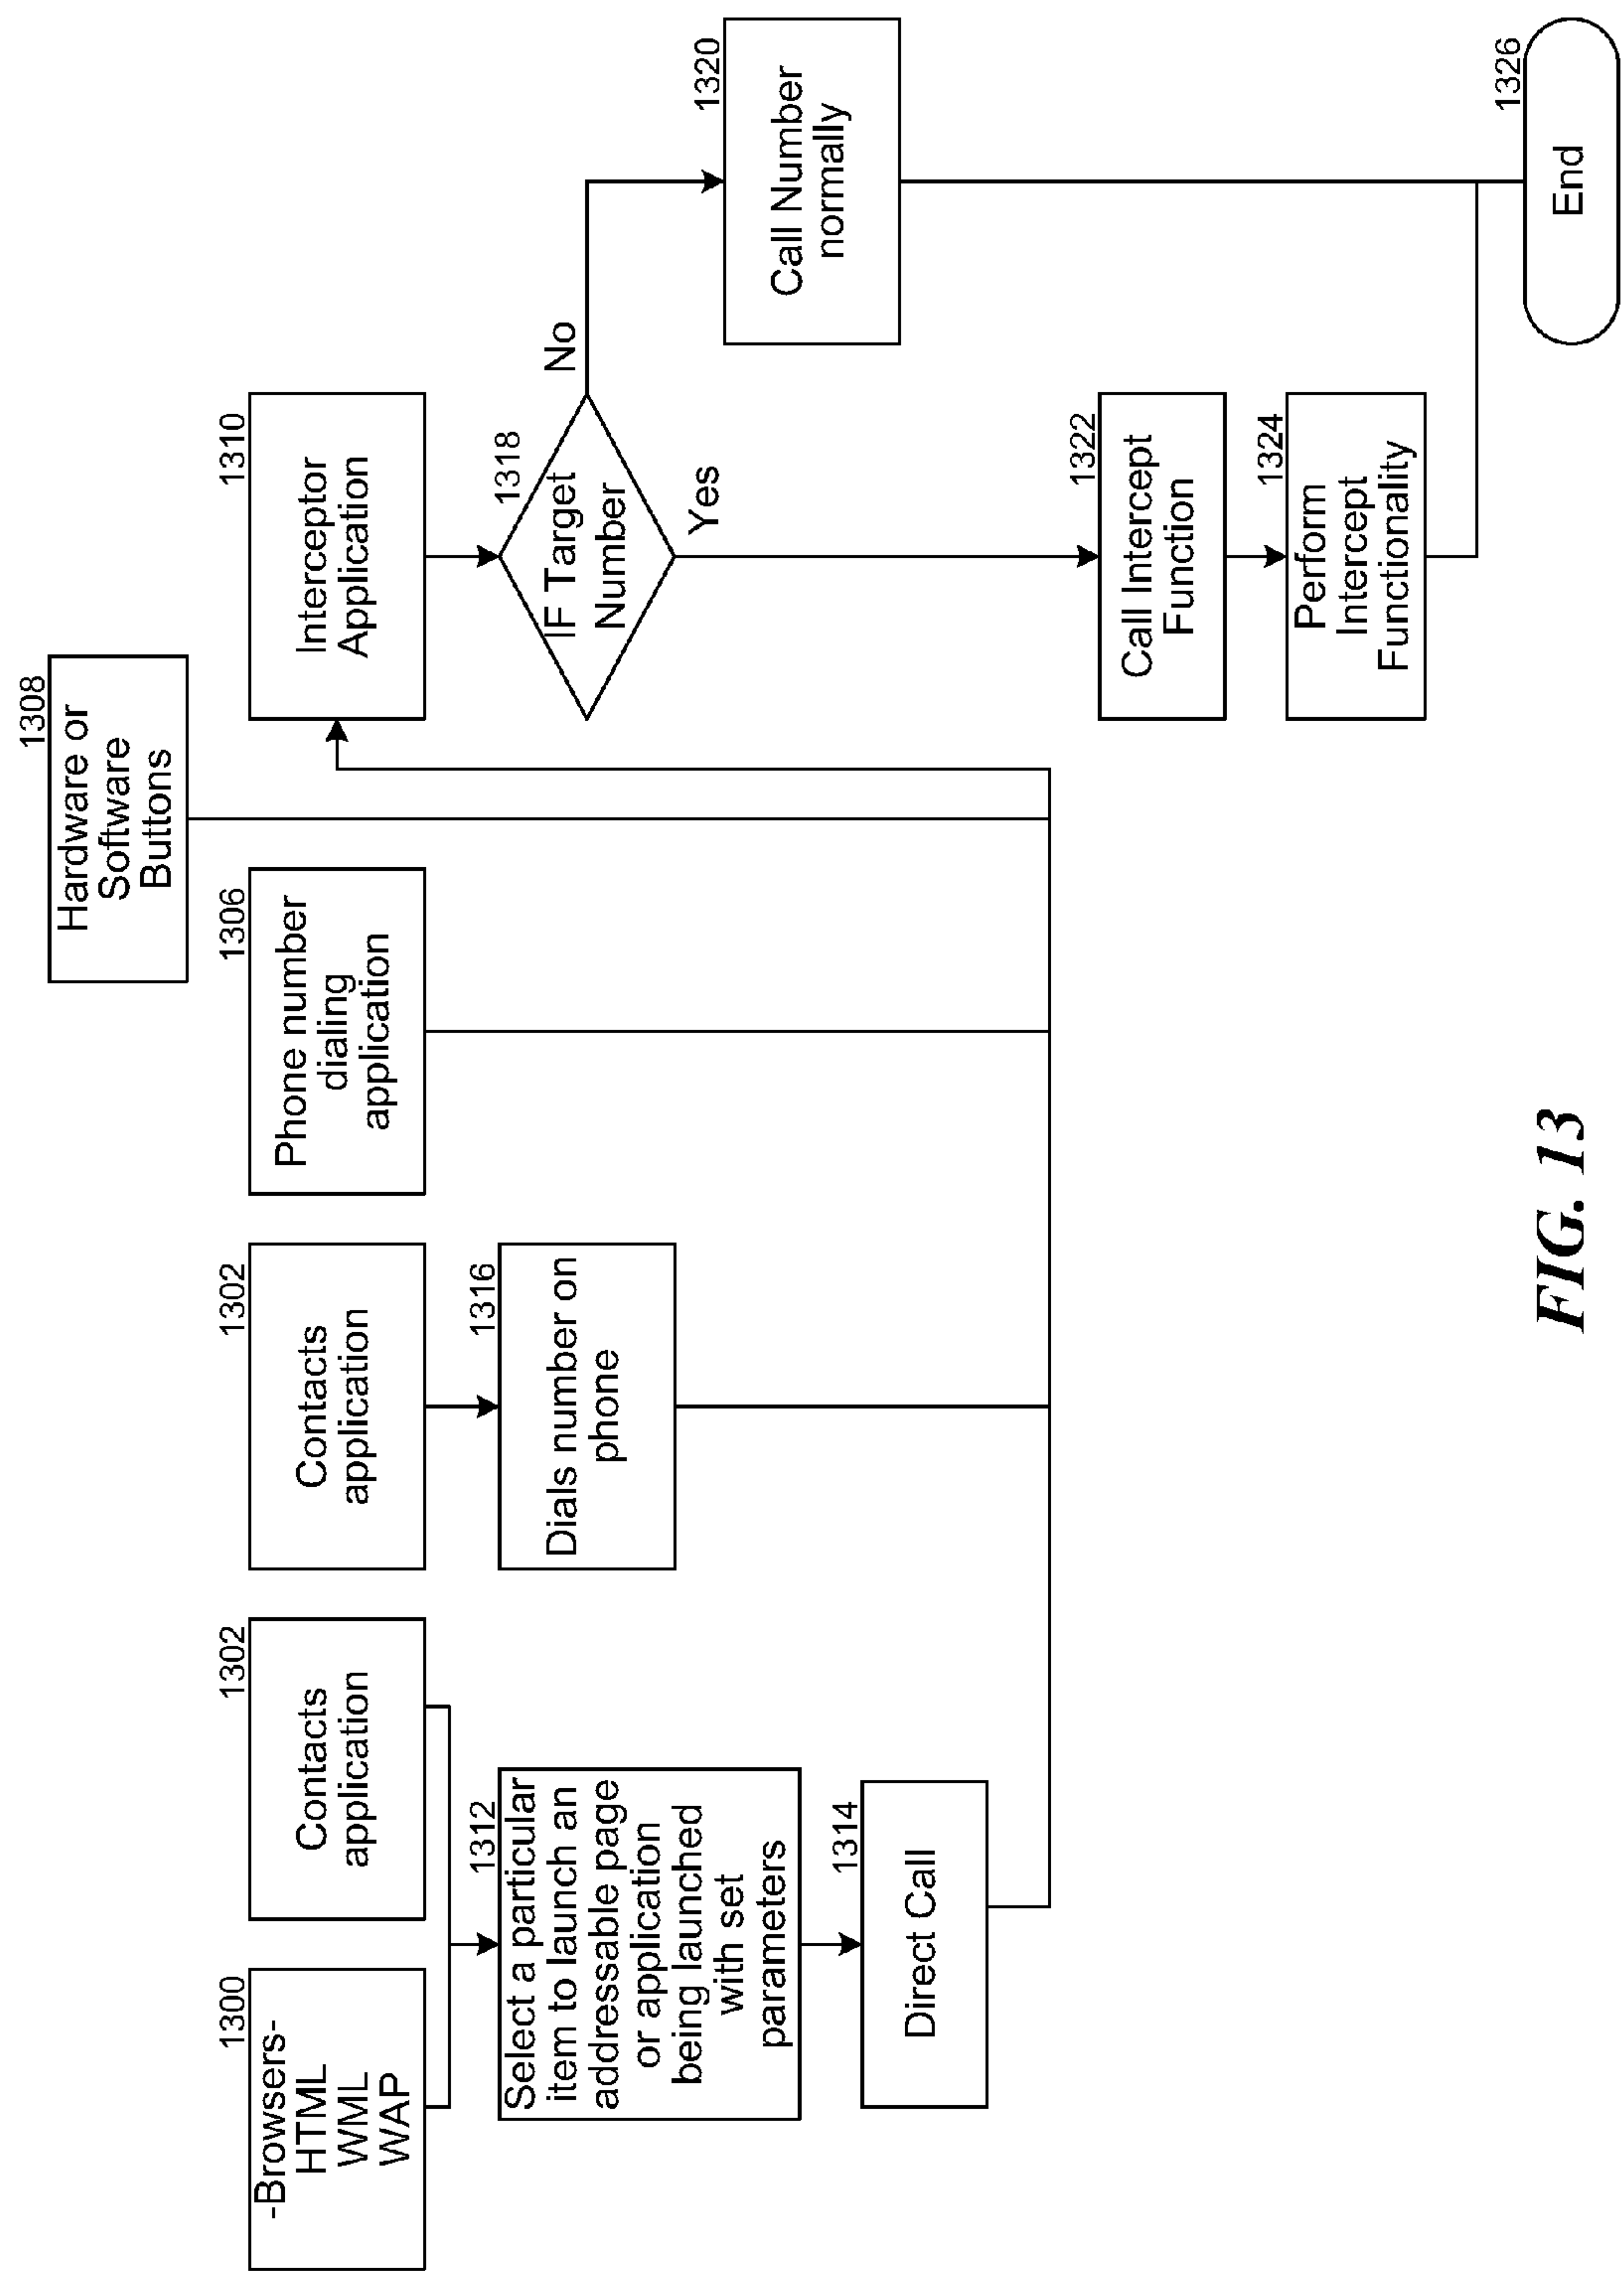 1308
Hardware or
Software
Buttons
1300
-Browsers-
HTML
WML
WAP
1302
Contacts
application
1302
Contacts
application
1306
Phone number
dialing
application
1310
Interceptor
Application
1312
Select a particular
item to launch an
addressable page
or application
being launched
with set
parameters
1316
Dials number on
phone
1318
IF Target
Number
No
Yes
1320
Call Number
normally
1314
Direct Call
1322
Call Intercept
Function
1324
Perform
Intercept
Functionality
1326
End
FIG. 13